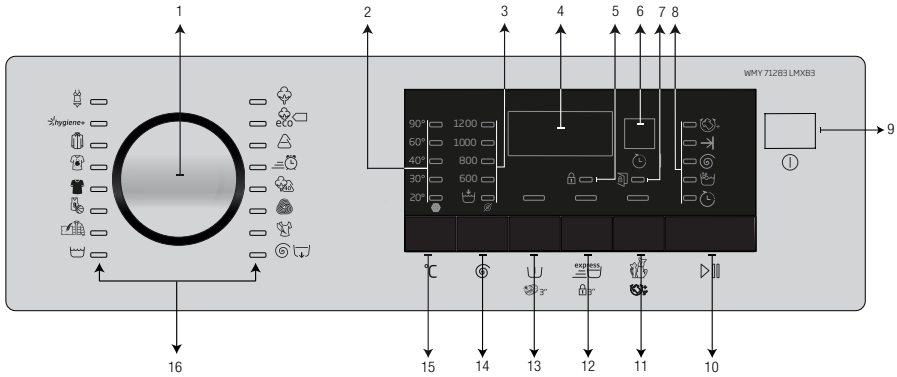 1 2 3 4 5 6 7 8
WMY 71283 LMXB3
hygiene+
eco
90° 1200
60° 1000
40° 800
30° 600
20°
+
9
°C
express
3" 3"
16 15 14 13 12 11 10